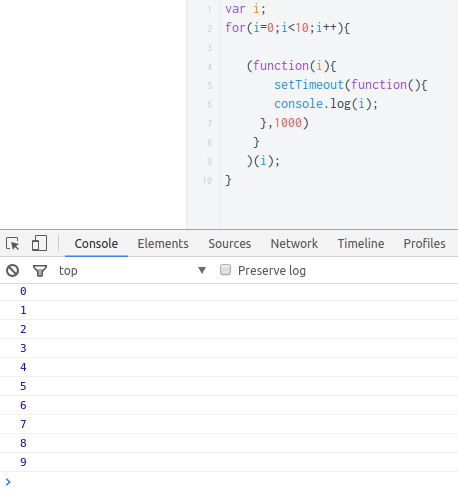 1 var i;
2 for(i=0;i<10;i++){
3
4 (function(i){
5 setTimeout(function(){
6 console.log(i);
7 },1000)
8 }
9 )(i);
10 }
Console Elements Sources Network Timeline Profiles
top Preserve log
0
1
2
3
4
5
6
7
8
9
>